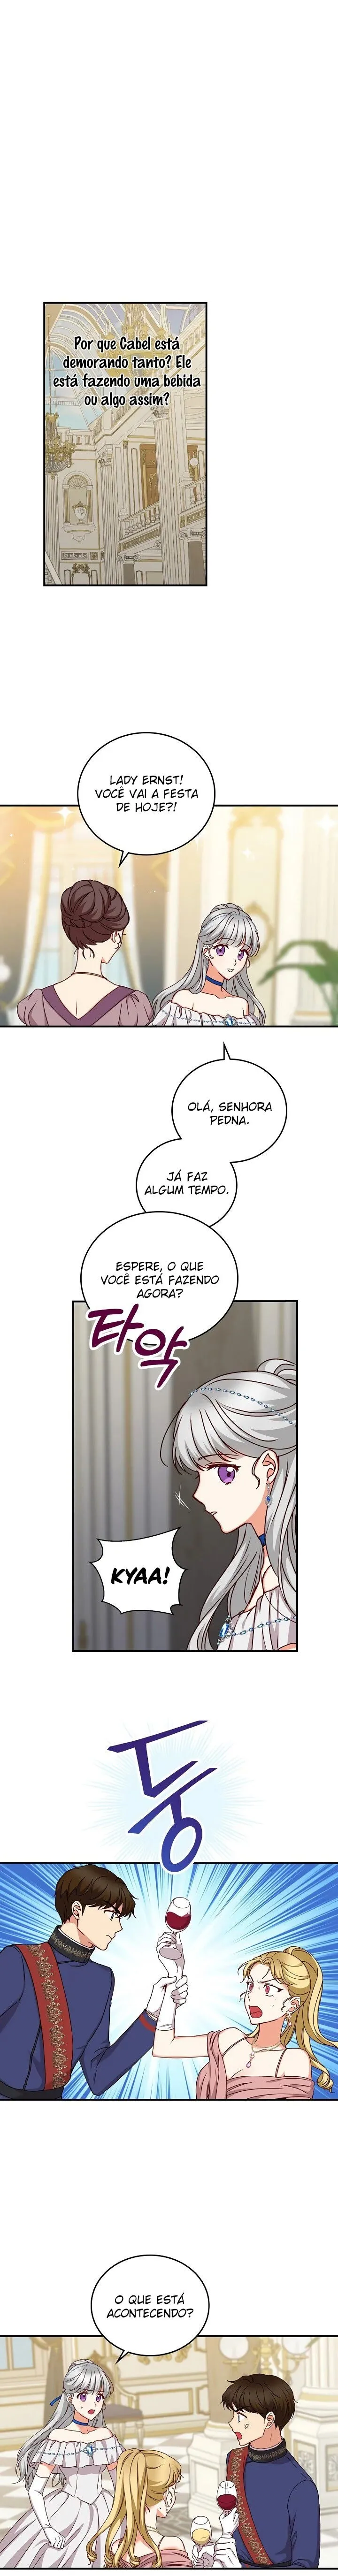 Por que Cabel está
demorando tanto? Ele
está fazendo uma bebida
ou algo assim?
LADY ERNST!
VOCÊ VAI A FESTA
DE HOJE?!
OLÁ, SENHORA
PEDNA.
JÁ FAZ
ALGUM TEMPO.
ESPERE, O QUE
VOCÊ ESTÁ FAZENDO
AGORA?
타악
KYAA!
둥
O QUE ESTÁ
ACONTECENDO?